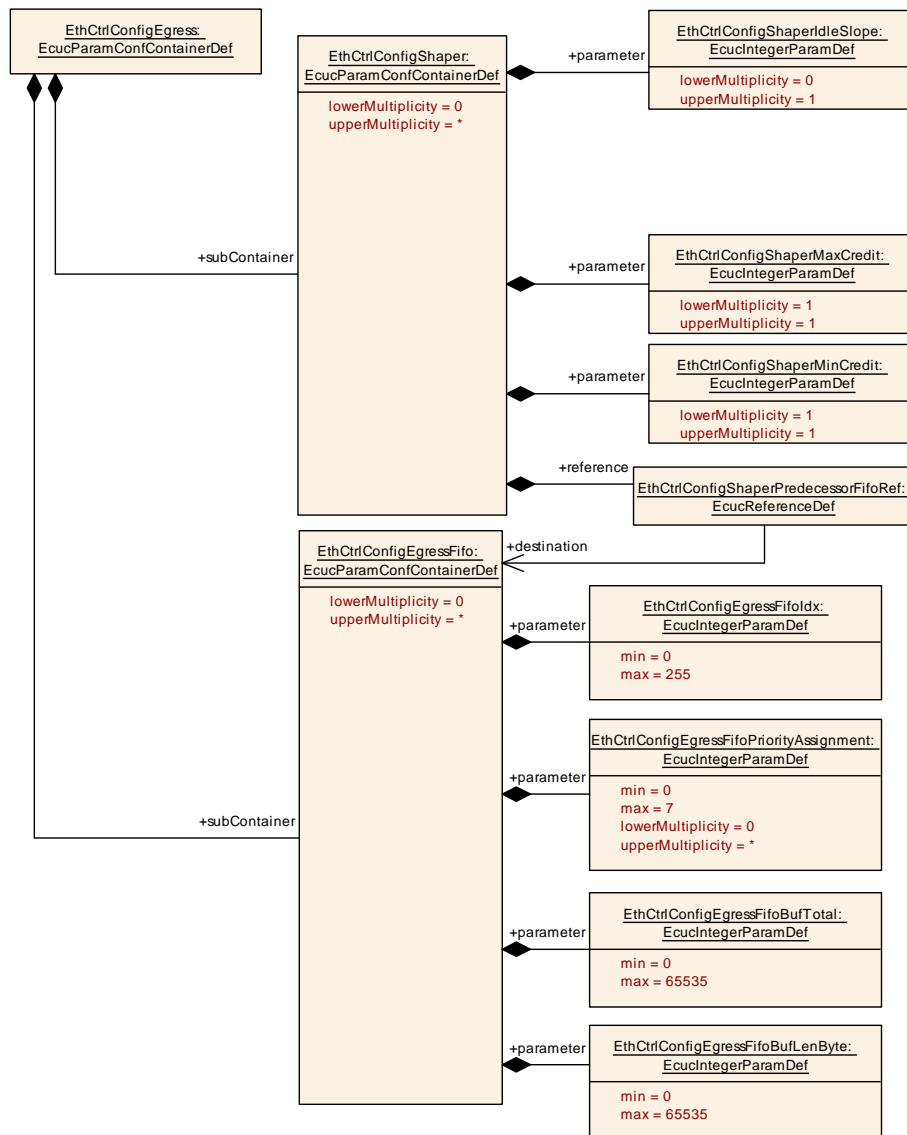 EthCtrlConfigEgress:
EcucParamConfContainerDef
EthCtrlConfigShaper:
EcucParamConfContainerDef
lowerMultiplicity = 0
upperMultiplicity = *
+parameter
EthCtrlConfigShaperIdleSlope:
EcucIntegerParamDef
lowerMultiplicity = 0
upperMultiplicity = 1
+subContainer
+parameter
EthCtrlConfigShaperMaxCredit:
EcucIntegerParamDef
lowerMultiplicity = 1
upperMultiplicity = 1
+parameter
EthCtrlConfigShaperMinCredit:
EcucIntegerParamDef
lowerMultiplicity = 1
upperMultiplicity = 1
+reference
EthCtrlConfigShaperPredecessorFifoRef:
EcucReferenceDef
+destination
EthCtrlConfigEgressFifo:
EcucParamConfContainerDef
lowerMultiplicity = 0
upperMultiplicity = *
+parameter
EthCtrlConfigEgressFifoIdx:
EcucIntegerParamDef
min = 0
max = 255
+parameter
EthCtrlConfigEgressFifoPriorityAssignment:
EcucIntegerParamDef
min = 0
max = 7
lowerMultiplicity = 0
upperMultiplicity = *
+subContainer
+parameter
EthCtrlConfigEgressFifoBufTotal:
EcucIntegerParamDef
min = 0
max = 65535
+parameter
EthCtrlConfigEgressFifoBufLenByte:
EcucIntegerParamDef
min = 0
max = 65535